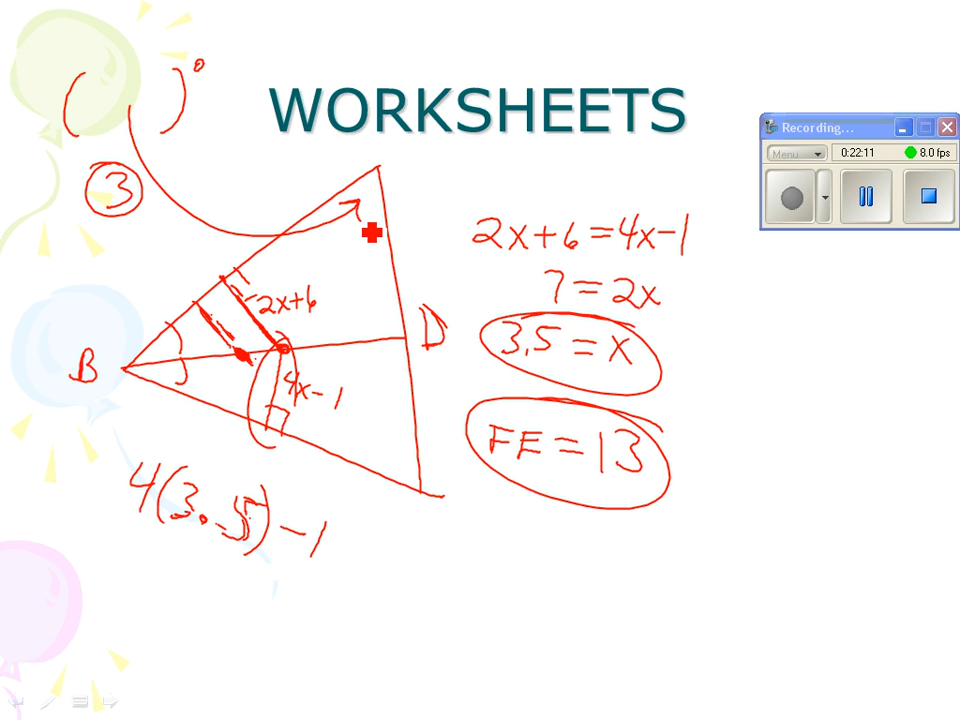 WORKSHEETS
Recording...
Menu
0:22:11
8.0 fps
( )°
3
2x+6=4x-1
7=2x
2x+6
B
D
3.5=x
4x-1
FE=13
4(3.5)-1